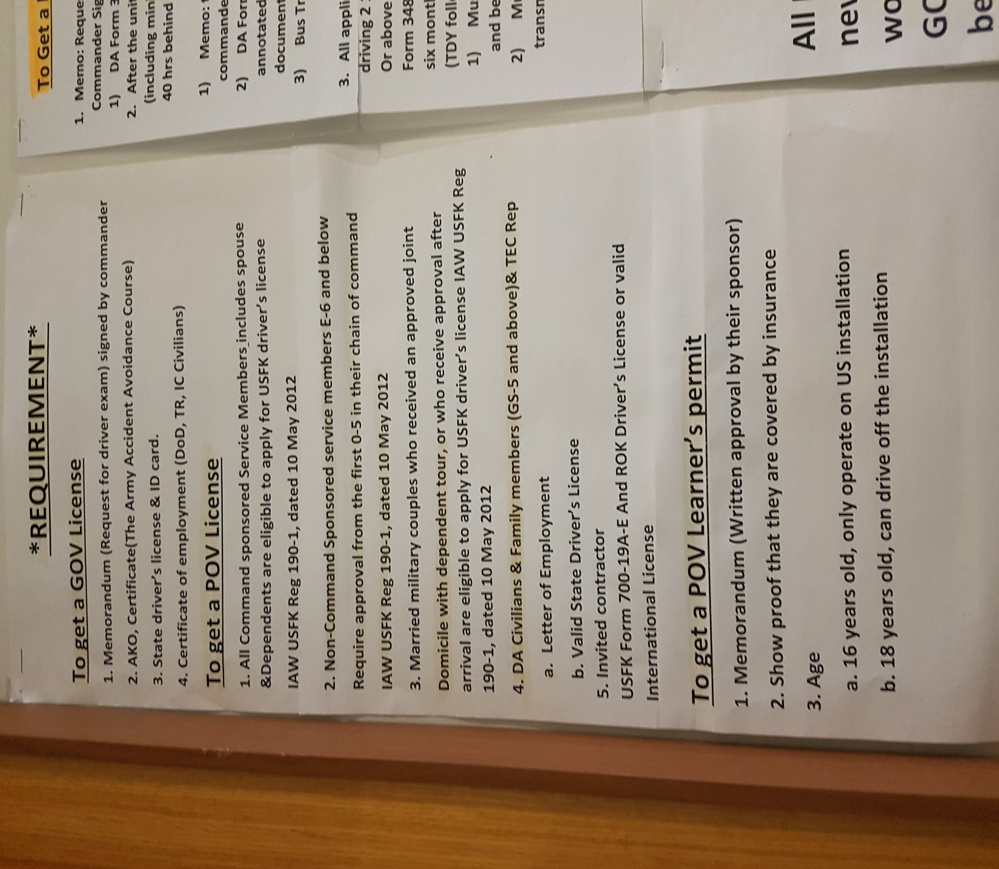 *REQUIREMENT*
To get a GOV License
1. Memorandum (Request for driver exam) signed by commander
2. AKO, Certificate(The Army Accident Avoidance Course)
3. State driver's license & ID card.
4. Certificate of employment (DoD, TR, IC Civilians)
To get a POV License
1. All Command sponsored Service Members includes spouse
&Dependents are eligible to apply for USFK driver's license
IAW USFK Reg 190-1, dated 10 May 2012
2. Non-Command Sponsored service members E-6 and below
Require approval from the first 0-5 in their chain of command
IAW USFK Reg 190-1, dated 10 May 2012
3. Married military couples who received an approved joint
Domicile with dependent tour, or who receive approval after
arrival are eligible to apply for USFK driver's license IAW USFK Reg
190-1, dated 10 May 2012
4. DA Civilians & Family members (GS-5 and above)& TEC Rep
a. Letter of Employment
b. Valid State Driver's License
5. Invited contractor
USFK Form 700-19A-E And ROK Driver's License or valid
International License
To get a POV Learner's permit
1. Memorandum (Written approval by their sponsor)
2. Show proof that they are covered by insurance
3. Age
a. 16 years old, only operate on US installation
b. 18 years old, can drive off the installation
To Get a
1. Memo: Reque
Commander Sig
1) DA Form 3
2. After the unit
(including mini
40 hrs behind
1) Memo:
commande
2) DA For
annotated
document
3) Bus Tr
3. All appli
driving 2
Or above
Form 348
six month
(TDY foll
1) Mu
and be
2) Mu
transn
All
nev
wo
GO
be